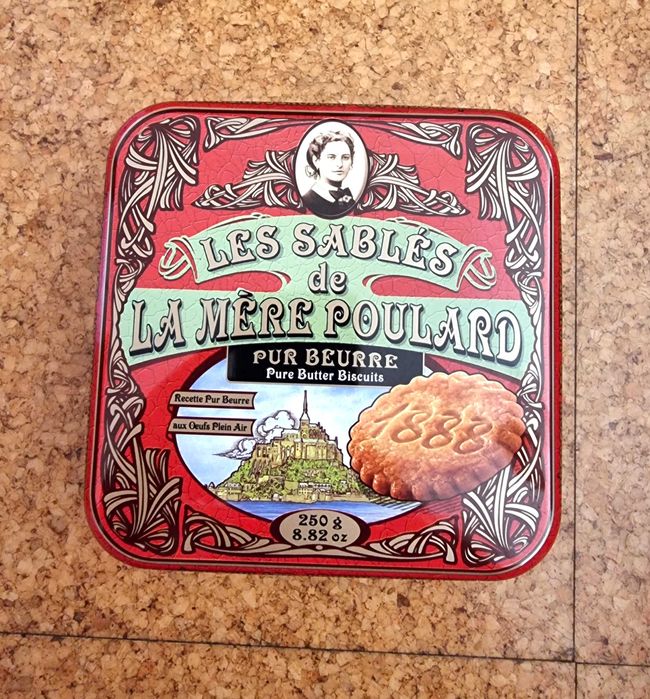 LES SABLÉS
de
LA MÈRE POULARD
PUR BEURRE
Pure Butter Biscuits
Recette Pur Beurre
aux Oeufs Plein Air
1888
250 g
8.82 oz